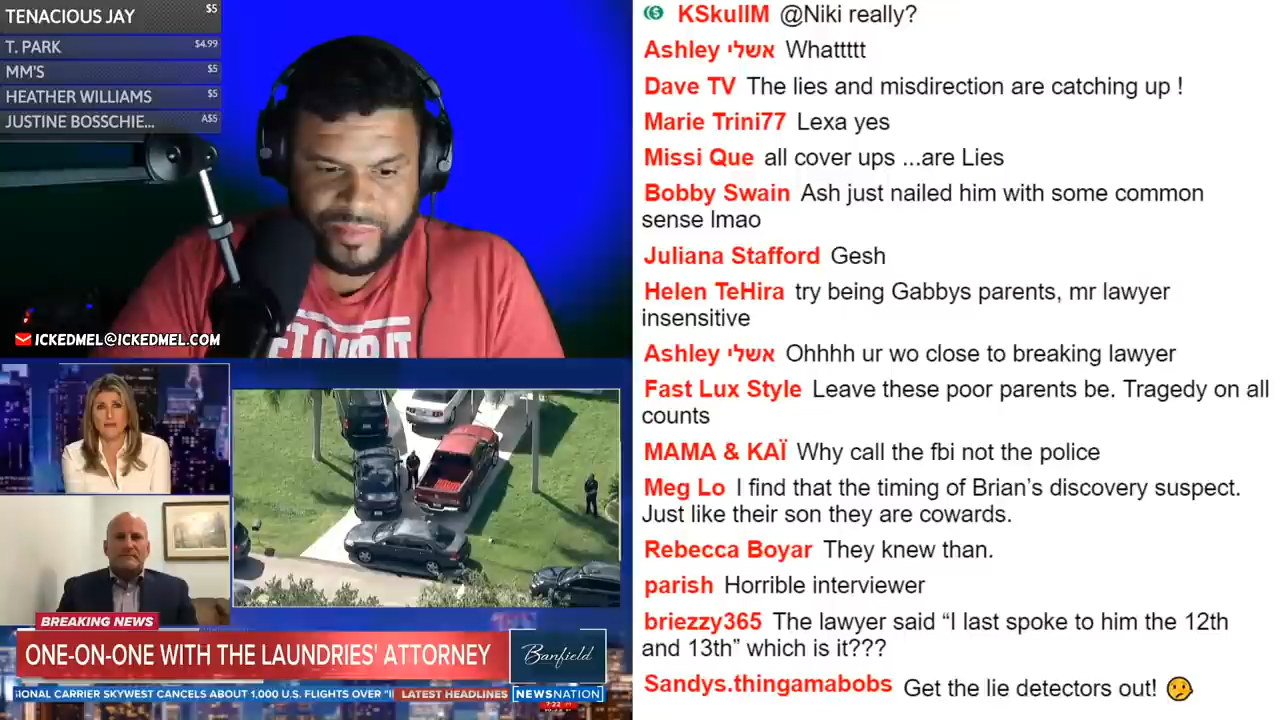 TENACIOUS JAY $5
T. PARK $4.99
MM'S $5
HEATHER WILLIAMS $5
JUSTINE BOSSCHIE... A$5
ICKEDMEL@ICKEDMEL.COM
BREAKING NEWS
ONE-ON-ONE WITH THE LAUNDRIES' ATTORNEY
Banfield
IONAL CARRIER SKYWEST CANCELS ABOUT 1,000 U.S. FLIGHTS OVER "I
LATEST HEADLINES
NEWSNATION
7:22
KSkullM @Niki really?
Ashley אשלי Whattttt
Dave TV The lies and misdirection are catching up !
Marie Trini77 Lexa yes
Missi Que all cover ups ...are Lies
Bobby Swain Ash just nailed him with some common
sense lmao
Juliana Stafford Gesh
Helen TeHira try being Gabbys parents, mr lawyer
insensitive
Ashley אשלי Ohhhh ur wo close to breaking lawyer
Fast Lux Style Leave these poor parents be. Tragedy on all
counts
MAMA & KAÏ Why call the fbi not the police
Meg Lo I find that the timing of Brian’s discovery suspect.
Just like their son they are cowards.
Rebecca Boyar They knew than.
parish Horrible interviewer
briezzy365 The lawyer said “I last spoke to him the 12th
and 13th” which is it???
Sandys.thingamabobs Get the lie detectors out! 🤥